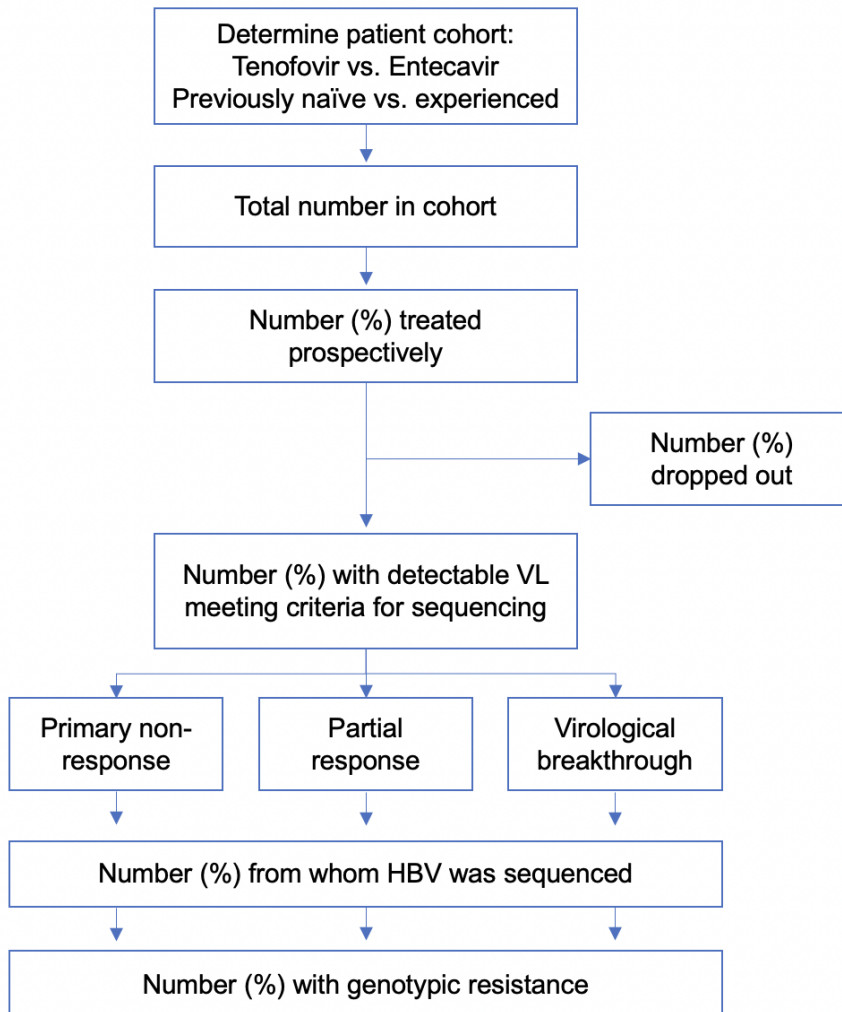 Determine patient cohort:
Tenofovir vs. Entecavir
Previously naïve vs. experienced
Total number in cohort
Number (%) treated
prospectively
Number (%)
dropped out
Number (%) with detectable VL
meeting criteria for sequencing
Primary non-
response
Partial
response
Virological
breakthrough
Number (%) from whom HBV was sequenced
Number (%) with genotypic resistance